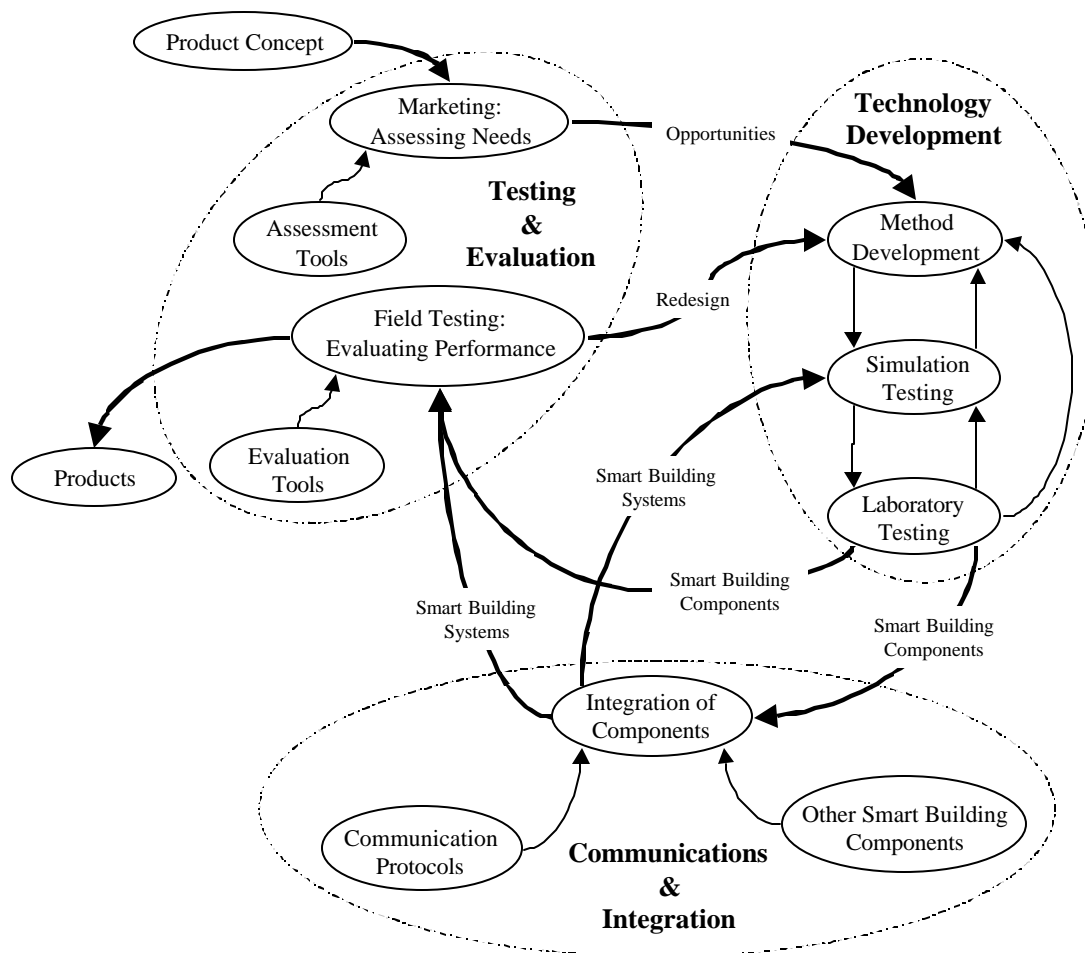 Product Concept
Marketing:
Assessing Needs
Opportunities
Technology
Development
Testing
&
Evaluation
Assessment
Tools
Method
Development
Redesign
Field Testing:
Evaluating Performance
Simulation
Testing
Products
Evaluation
Tools
Smart Building
Systems
Laboratory
Testing
Smart Building
Components
Smart Building
Systems
Smart Building
Components
Integration of
Components
Communication
Protocols
Other Smart Building
Components
Communications
&
Integration